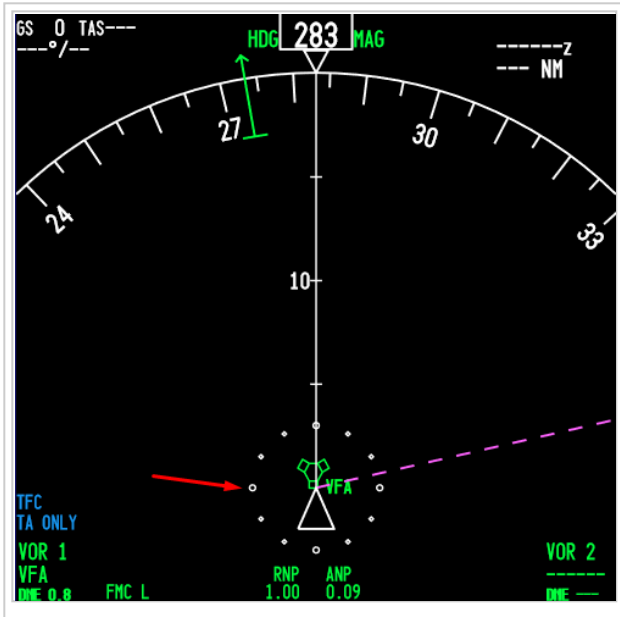 GS 0 TAS---
---°/--
HDG 283 MAG
------z
--- NM
24
27
30
33
10
VFA
TFC
TA ONLY
VOR 1
VFA
DME 0.8
FMC L
RNP ANP
1.00 0.09
VOR 2
------
DME ---